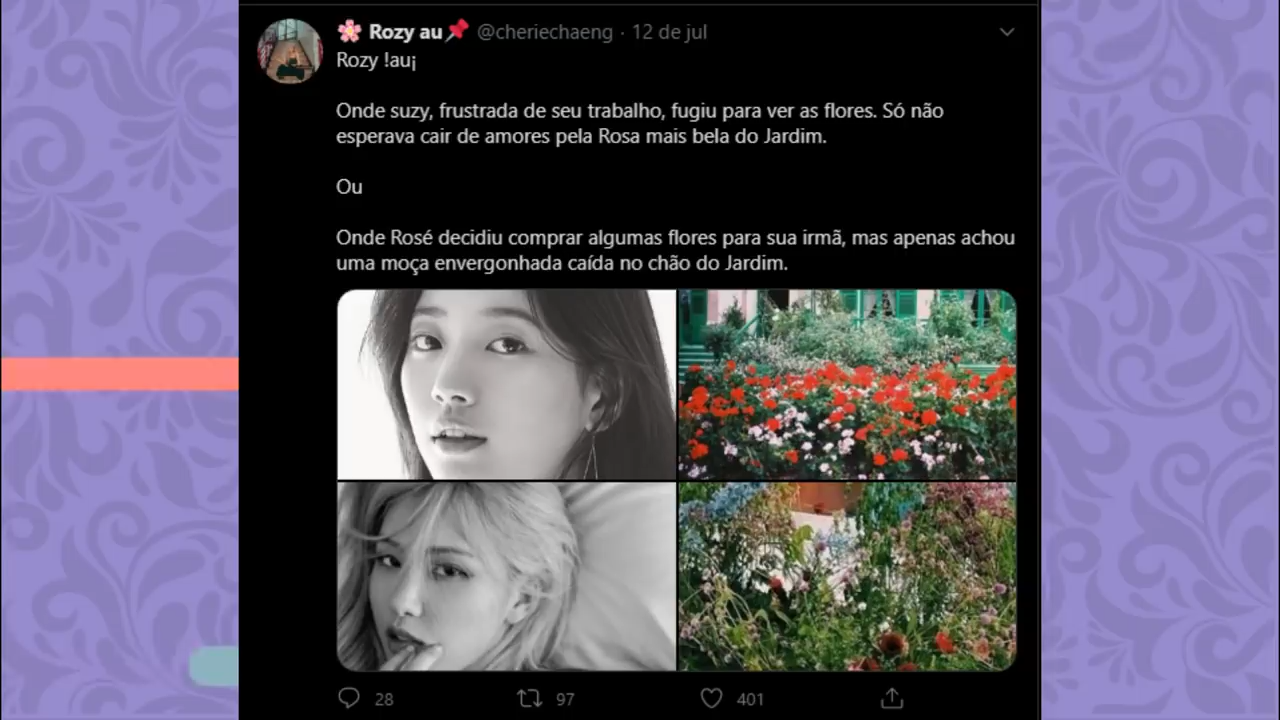 🌸 Rozy au📌 @cheriechaeng · 12 de jul
Rozy !au¡
Onde suzy, frustrada de seu trabalho, fugiu para ver as flores. Só não
esperava cair de amores pela Rosa mais bela do Jardim.
Ou
Onde Rosé decidiu comprar algumas flores para sua irmã, mas apenas achou
uma moça envergonhada caída no chão do Jardim.
28 97 401